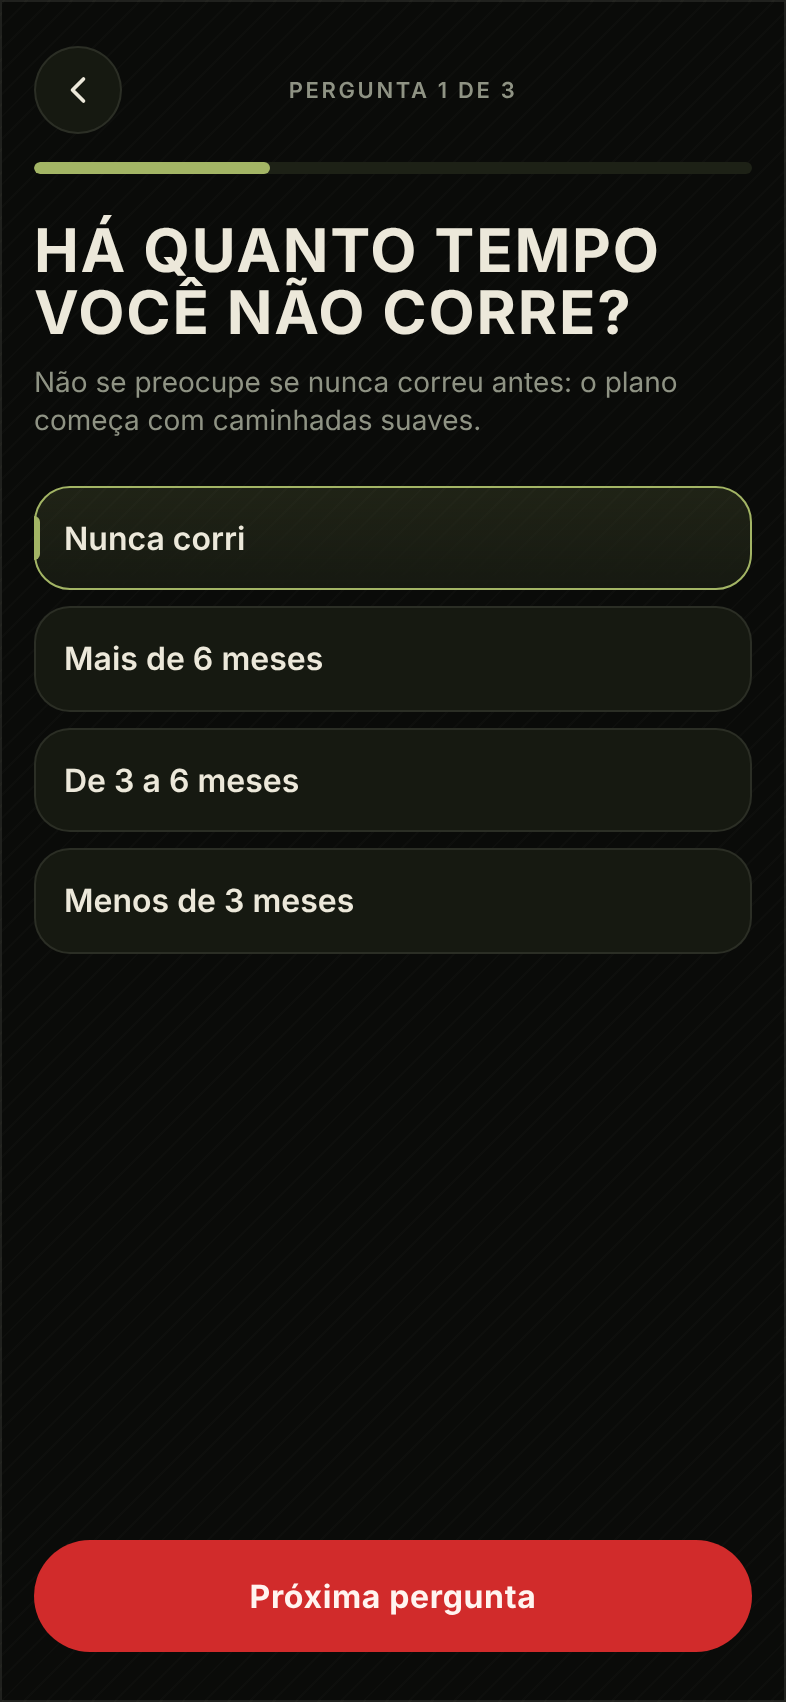 PERGUNTA 1 DE 3
HÁ QUANTO TEMPO
VOCÊ NÃO CORRE?
Não se preocupe se nunca correu antes: o plano
começa com caminhadas suaves.
Nunca corri
Mais de 6 meses
De 3 a 6 meses
Menos de 3 meses
Próxima pergunta